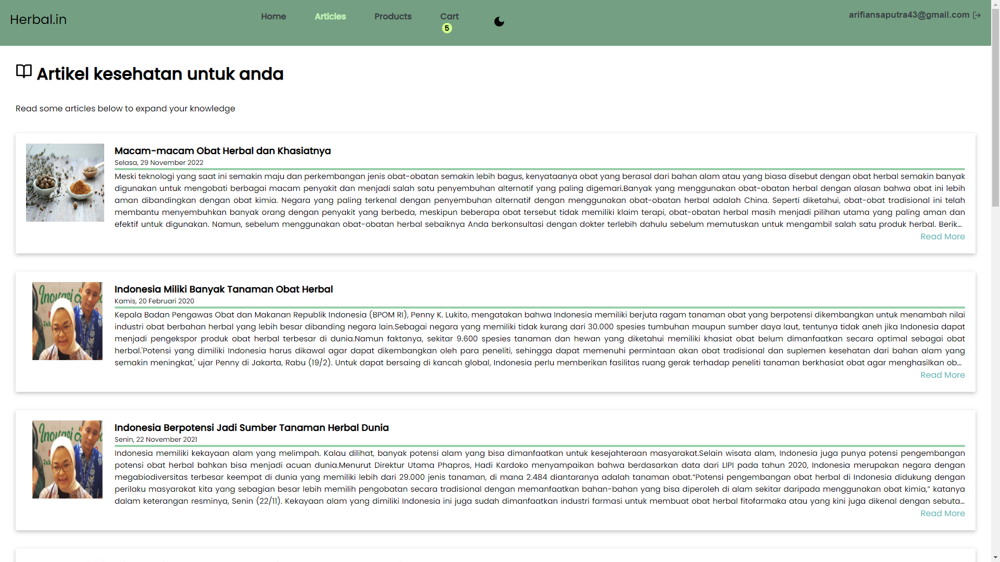 Herbal.in
Home
Articles
Products
Cart
5
arifiansaputra43@gmail.com
Artikel kesehatan untuk anda
Read some articles below to expand your knowledge
Macam-macam Obat Herbal dan Khasiatnya
Selasa, 29 November 2022
Meski teknologi yang saat ini semakin maju dan perkembangan jenis obat-obatan semakin lebih bagus, kenyataanya obat yang berasal dari bahan alam atau yang biasa disebut dengan obat herbal semakin banyak
digunakan untuk mengobati berbagai macam penyakit dan menjadi salah satu penyembuhan alternatif yang paling digemari.Banyak yang menggunakan obat-obatan herbal dengan alasan bahwa obat ini lebih
aman dibandingkan dengan obat kimia. Negara yang paling terkenal dengan penyembuhan alternatif dengan menggunakan obat-obatan herbal adalah China. Seperti diketahui, obat-obat tradisional ini telah
membantu menyembuhkan banyak orang dengan penyakit yang berbeda, meskipun beberapa obat tersebut tidak memiliki klaim terapi, obat-obatan herbal masih menjadi pilihan utama yang paling aman dan
efektif untuk digunakan. Namun, sebelum menggunakan obat-obatan herbal sebaiknya Anda berkonsultasi dengan dokter terlebih dahulu sebelum memutuskan untuk mengambil salah satu produk herbal. Berik...
Read More
Inovasi
Jak
Indonesia Miliki Banyak Tanaman Obat Herbal
Kamis, 20 Februari 2020
Kepala Badan Pengawas Obat dan Makanan Republik Indonesia (BPOM RI), Penny K. Lukito, mengatakan bahwa Indonesia memiliki berjuta ragam tanaman obat yang berpotensi dikembangkan untuk menambah nilai
industri obat berbahan herbal yang lebih besar dibanding negara lain.Sebagai negara yang memiliki tidak kurang dari 30.000 spesies tumbuhan maupun sumber daya laut, tentunya tidak aneh jika Indonesia dapat
menjadi pengekspor produk obat herbal terbesar di dunia.Namun faktanya, sekitar 9.600 spesies tanaman dan hewan yang diketahui memiliki khasiat obat belum dimanfaatkan secara optimal sebagai obat
herbal.'Potensi yang dimiliki Indonesia harus dikawal agar dapat dikembangkan oleh para peneliti, sehingga dapat memenuhi permintaan akan obat tradisional dan suplemen kesehatan dari bahan alam yang
semakin meningkat,' ujar Penny di Jakarta, Rabu (19/2). Untuk dapat bersaing di kancah global, Indonesia perlu memberikan fasilitas ruang gerak terhadap peneliti tanaman berkhasiat obat agar menghasilkan ob...
Read More
Inovasi
Jak
Indonesia Berpotensi Jadi Sumber Tanaman Herbal Dunia
Senin, 22 November 2021
Indonesia memiliki kekayaan alam yang melimpah. Kalau dilihat, banyak potensi alam yang bisa dimanfaatkan untuk kesejahteraan masyarakat.Selain wisata alam, Indonesia juga punya potensi pengembangan
potensi obat herbal bahkan bisa menjadi acuan dunia.Menurut Direktur Utama Phapros, Hadi Kardoko menyampaikan bahwa berdasarkan data dari LIPI pada tahun 2020, Indonesia merupakan negara dengan
megabiodiversitas terbesar keempat di dunia yang memiliki lebih dari 29.000 jenis tanaman, di mana 2.484 diantaranya adalah tanaman obat.“Potensi pengembangan obat herbal di Indonesia didukung dengan
perilaku masyarakat kita yang sebagian besar lebih memilih pengobatan secara tradisional dengan memanfaatkan bahan-bahan yang bisa diperoleh di alam sekitar daripada menggunakan obat kimia,” katanya
dalam keterangan resminya, Senin (22/11). Kekayaan alam yang dimiliki Indonesia ini juga sudah dimanfaatkan industri farmasi untuk membuat obat herbal fitofarmaka atau yang kini juga dikenal dengan sebuta...
Read More